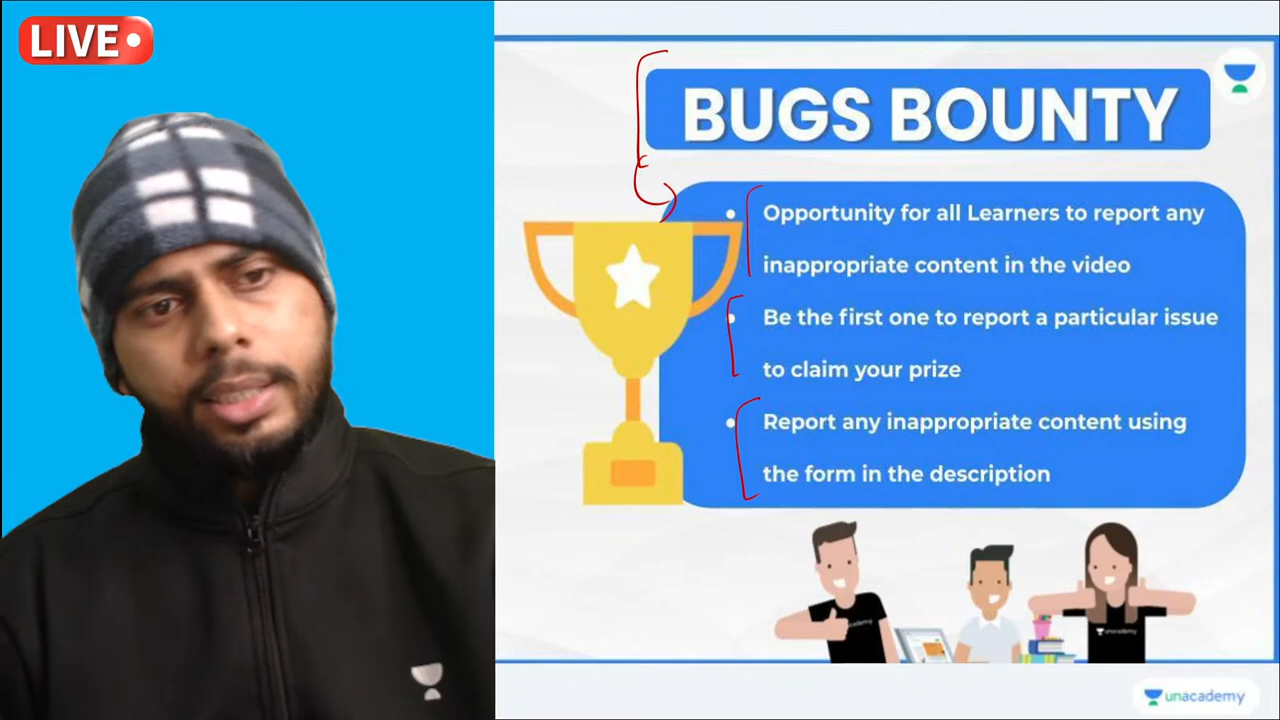 LIVE
BUGS BOUNTY
• Opportunity for all Learners to report any
inappropriate content in the video
• Be the first one to report a particular issue
to claim your prize
• Report any inappropriate content using
the form in the description
unacademy
unacademy